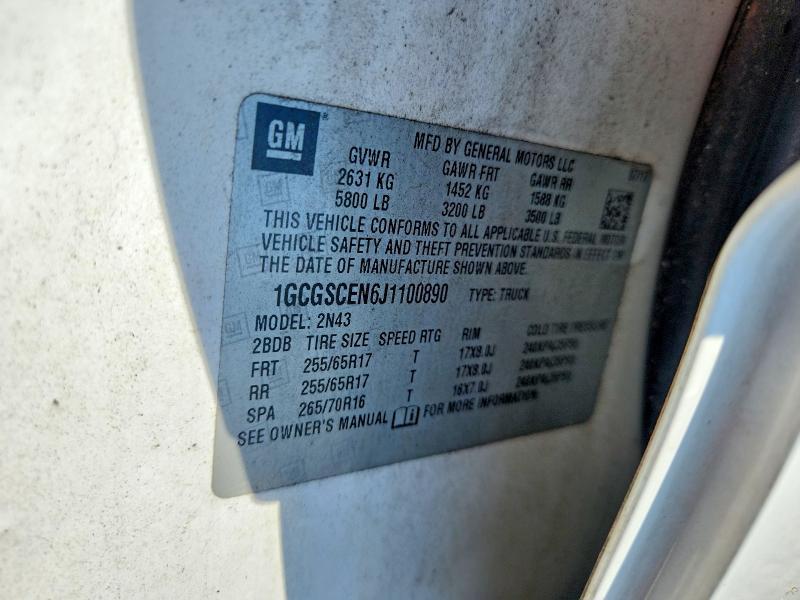 GM
MFD BY GENERAL MOTORS LLC
GVWR GAWR FRT GAWR RR
2631 KG 1452 KG 1588 KG
5800 LB 3200 LB 3500 LB
THIS VEHICLE CONFORMS TO ALL APPLICABLE U.S. FEDERAL MOTOR
VEHICLE SAFETY AND THEFT PREVENTION STANDARDS IN EFFECT ON
THE DATE OF MANUFACTURE SHOWN ABOVE.
1GCGSCEN6J1100890 TYPE: TRUCK
MODEL: 2N43
2BDB TIRE SIZE SPEED RTG RIM COLD TIRE PRESSURE
FRT 255/65R17 T 17X8.0J
RR 255/65R17 T 17X8.0J
SPA 265/70R16 T 16X7.0J
SEE OWNER'S MANUAL FOR MORE INFORMATION.